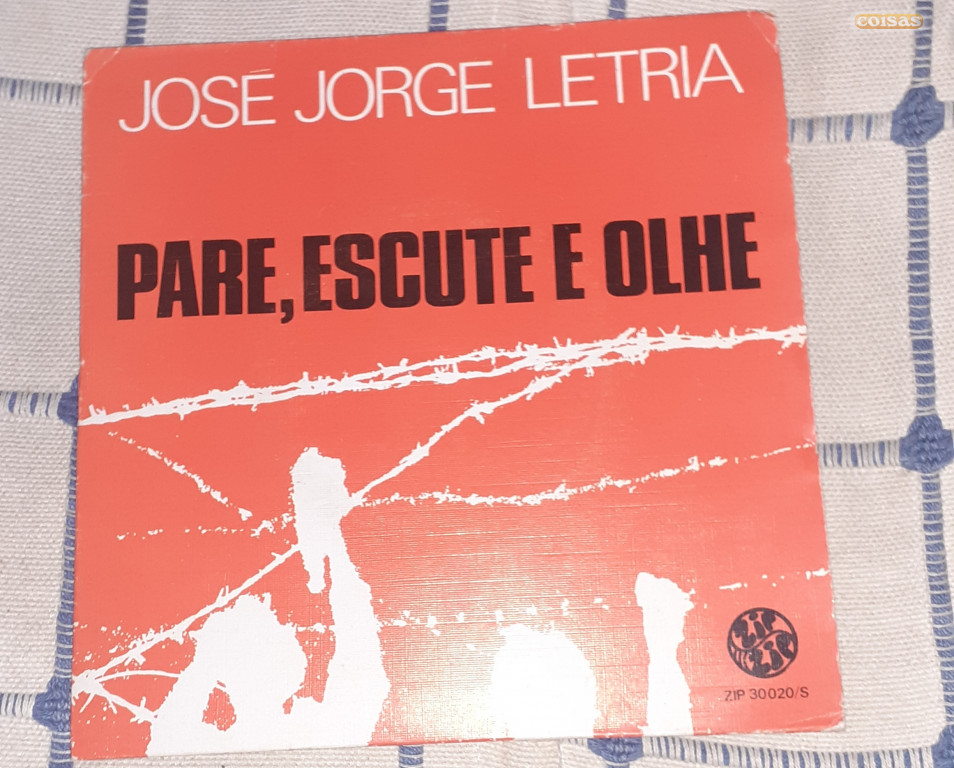 coisas
JOSÉ JORGE LETRIA
PARE, ESCUTE E OLHE
ZIP
ZIP
ZIP 30020/S